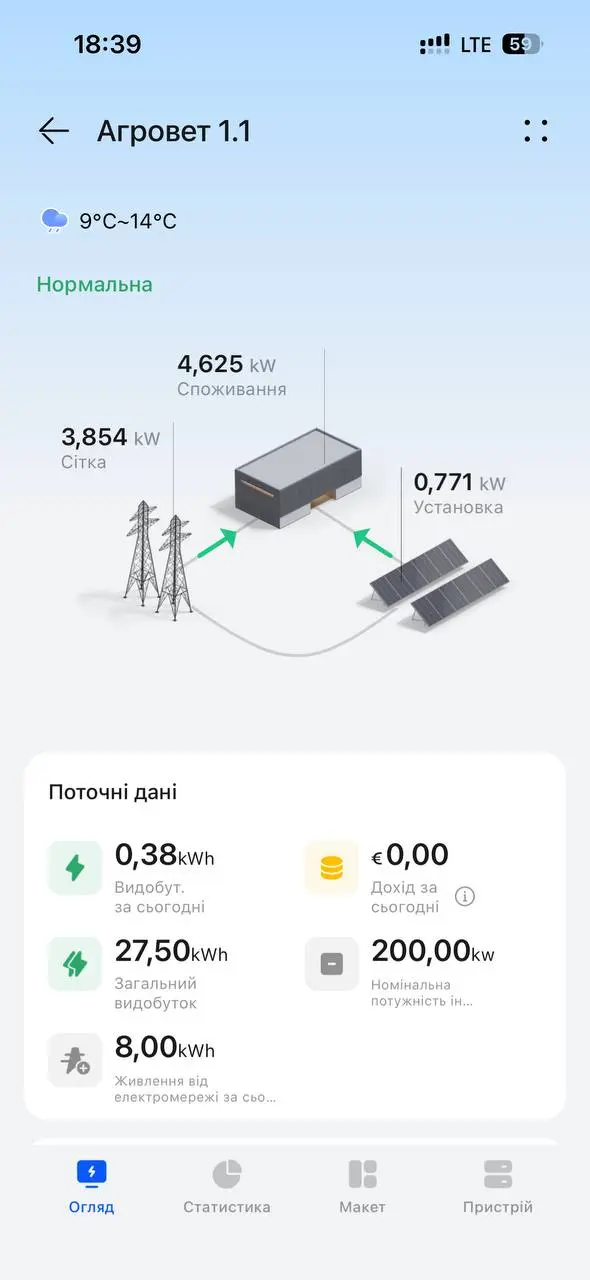 18:39 LTE 59
Агровет 1.1
9°C~14°C
Нормальна
4,625 kW
Споживання
3,854 kW
Сітка
0,771 kW
Установка
Поточні дані
0,38kWh
Видобут.
за сьогодні
€0,00
Дохід за
сьогодні
27,50kWh
Загальний
видобуток
200,00kw
Номінальна
потужність ін...
8,00kWh
Живлення від
електромережі за сьо...
Огляд
Статистика
Макет
Пристрій